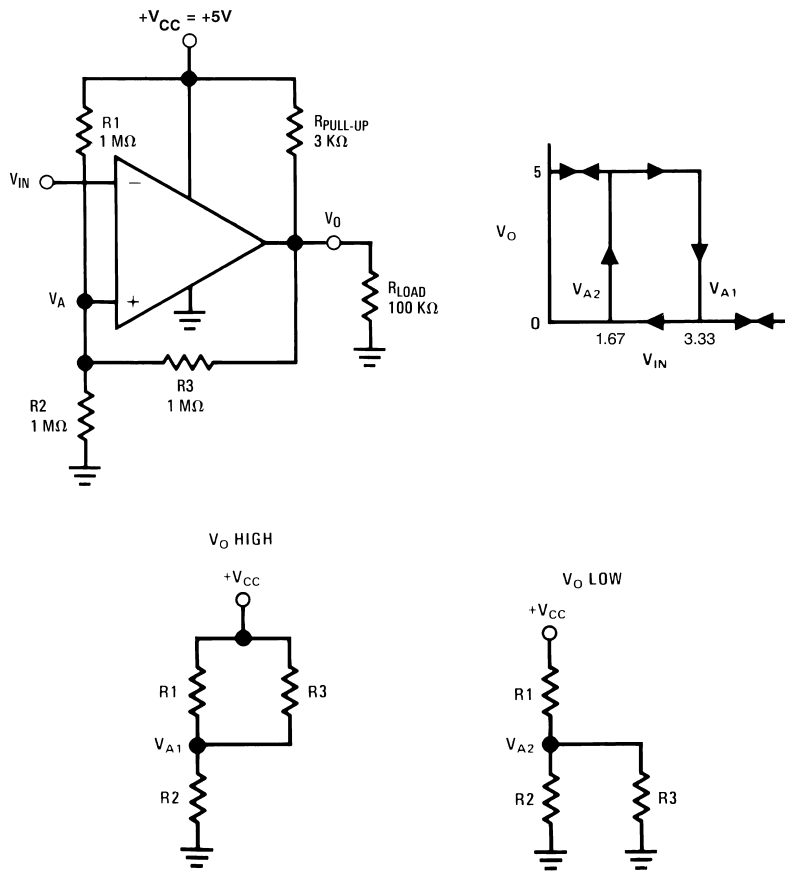 +VCC = +5V
R1
1 MΩ
RPULL-UP
3 KΩ
VIN
−
VO
VA
+
RLOAD
100 KΩ
R3
1 MΩ
R2
1 MΩ
5
VO
VA2
VA1
0
1.67
3.33
VIN
VO HIGH
+VCC
R1
R3
VA1
R2
VO LOW
+VCC
R1
VA2
R2
R3